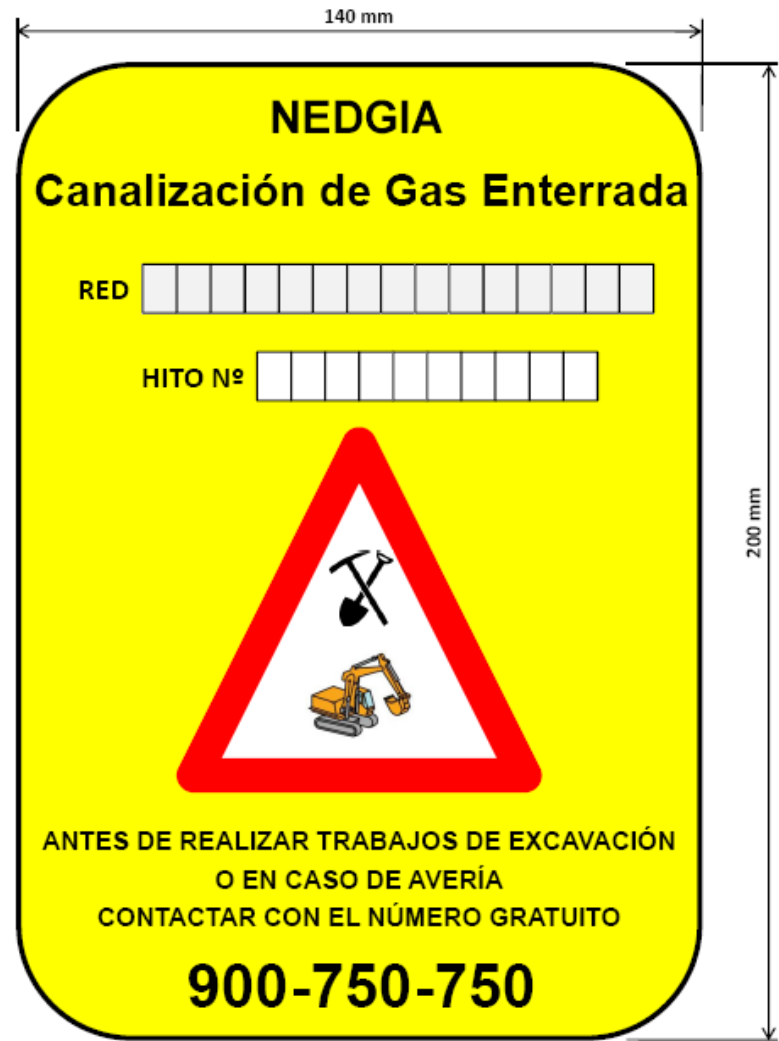 140 mm
NEDGIA
Canalización de Gas Enterrada
RED
HITO Nº
200 mm
ANTES DE REALIZAR TRABAJOS DE EXCAVACIÓN
O EN CASO DE AVERÍA
CONTACTAR CON EL NÚMERO GRATUITO
900-750-750